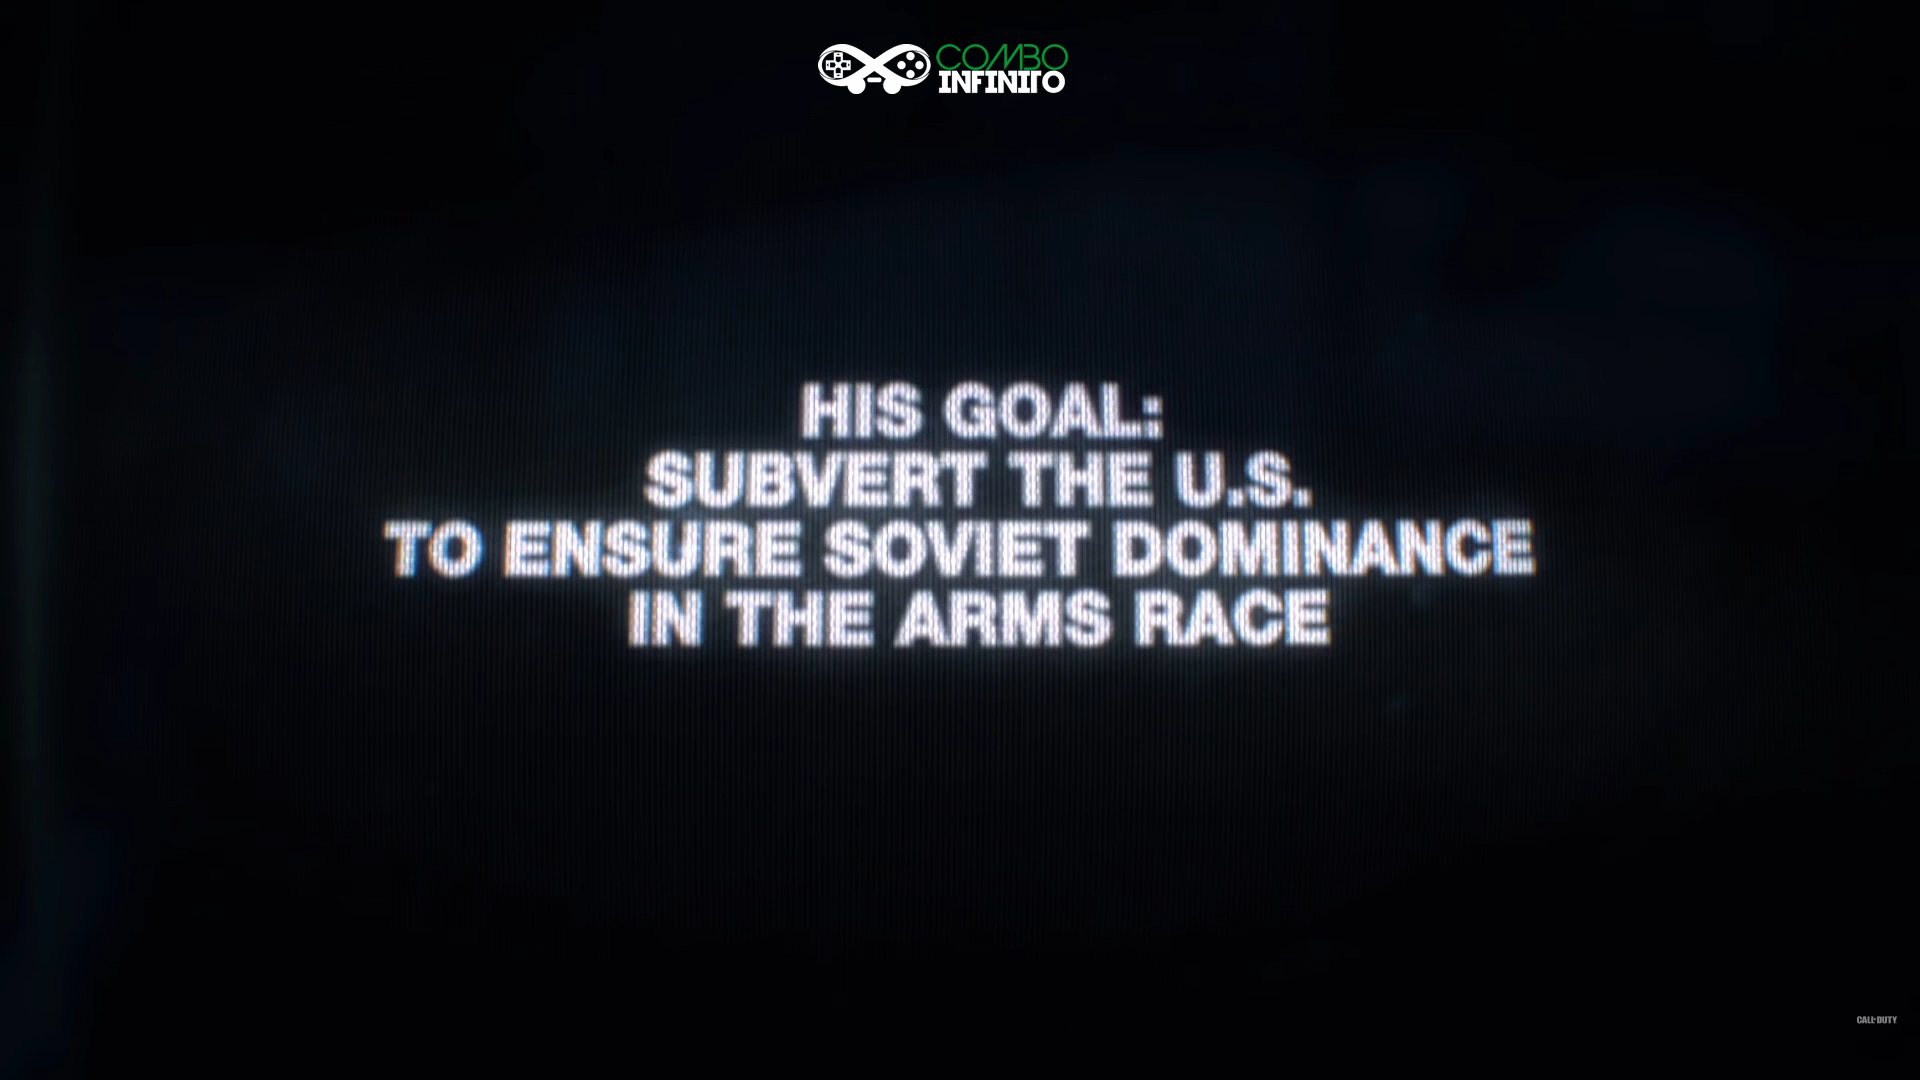 COMBO
INFINITO
HIS GOAL:
SUBVERT THE U.S.
TO ENSURE SOVIET DOMINANCE
IN THE ARMS RACE
CALL OF DUTY